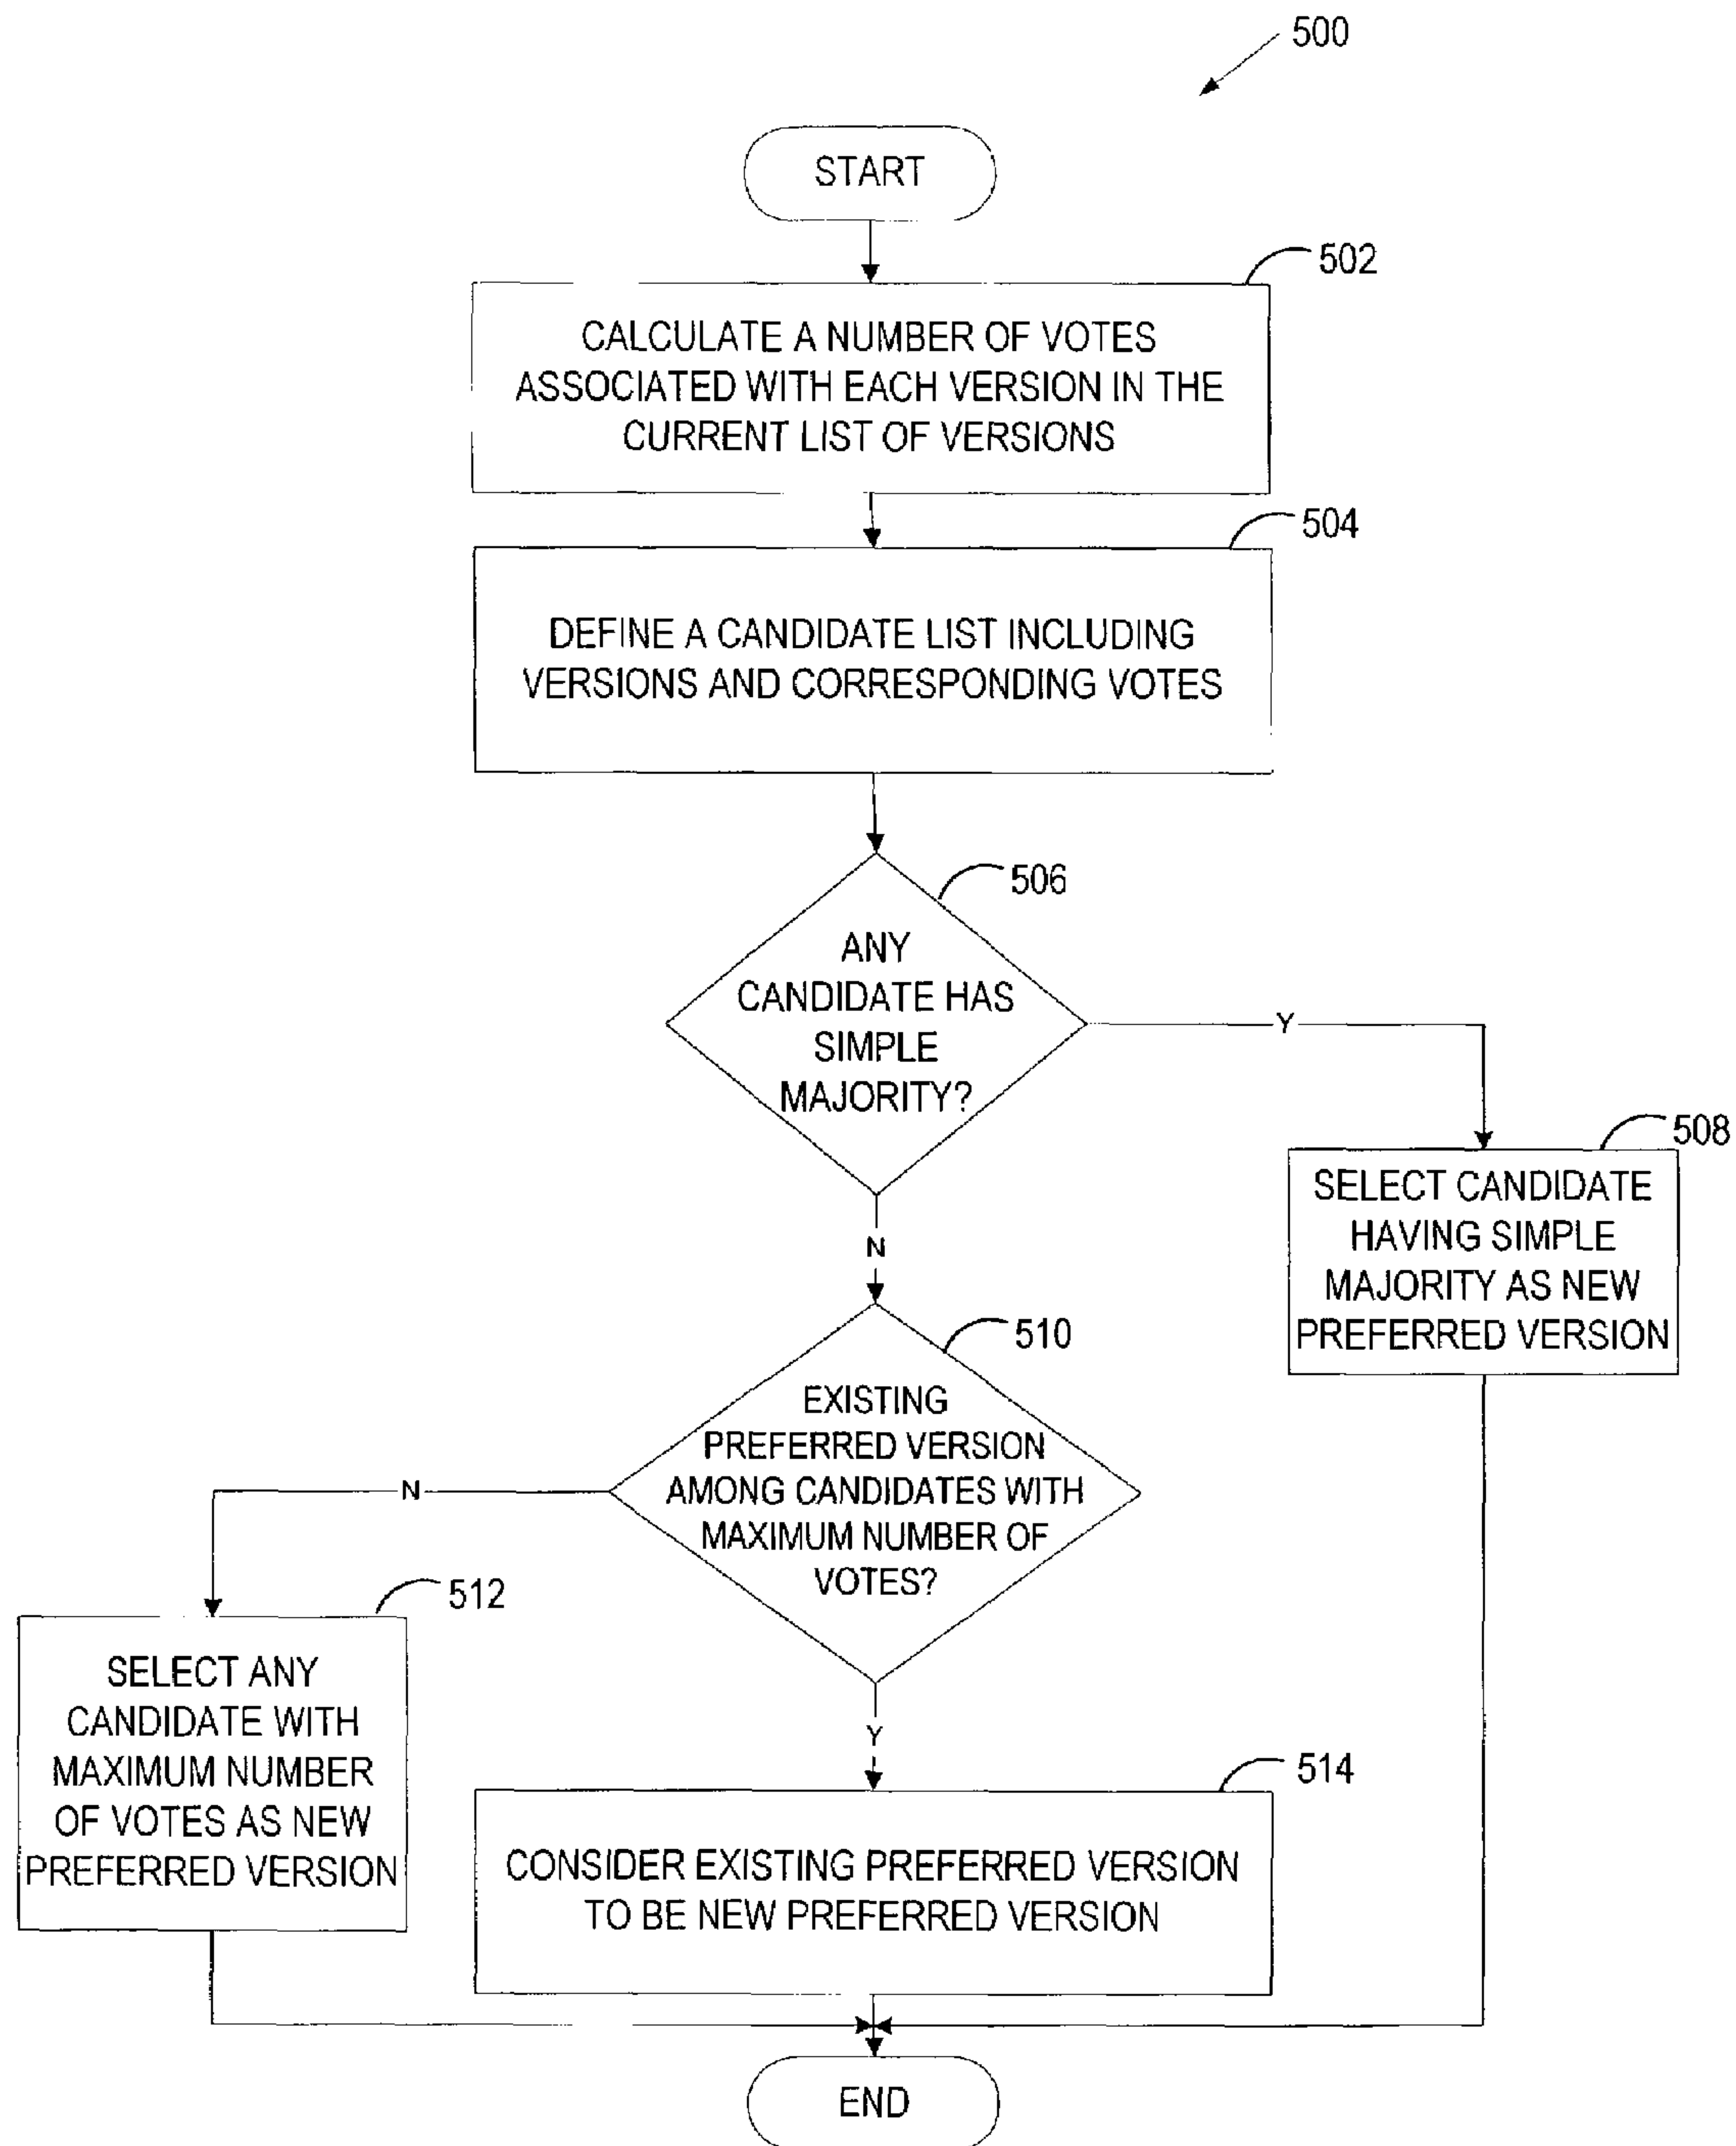 500
START
502
CALCULATE A NUMBER OF VOTES
ASSOCIATED WITH EACH VERSION IN THE
CURRENT LIST OF VERSIONS
504
DEFINE A CANDIDATE LIST INCLUDING
VERSIONS AND CORRESPONDING VOTES
506
ANY
CANDIDATE HAS
SIMPLE
MAJORITY?
Y
N
508
SELECT CANDIDATE
HAVING SIMPLE
MAJORITY AS NEW
PREFERRED VERSION
510
EXISTING
PREFERRED VERSION
AMONG CANDIDATES WITH
MAXIMUM NUMBER OF
VOTES?
N
Y
512
SELECT ANY
CANDIDATE WITH
MAXIMUM NUMBER
OF VOTES AS NEW
PREFERRED VERSION
514
CONSIDER EXISTING PREFERRED VERSION
TO BE NEW PREFERRED VERSION
END